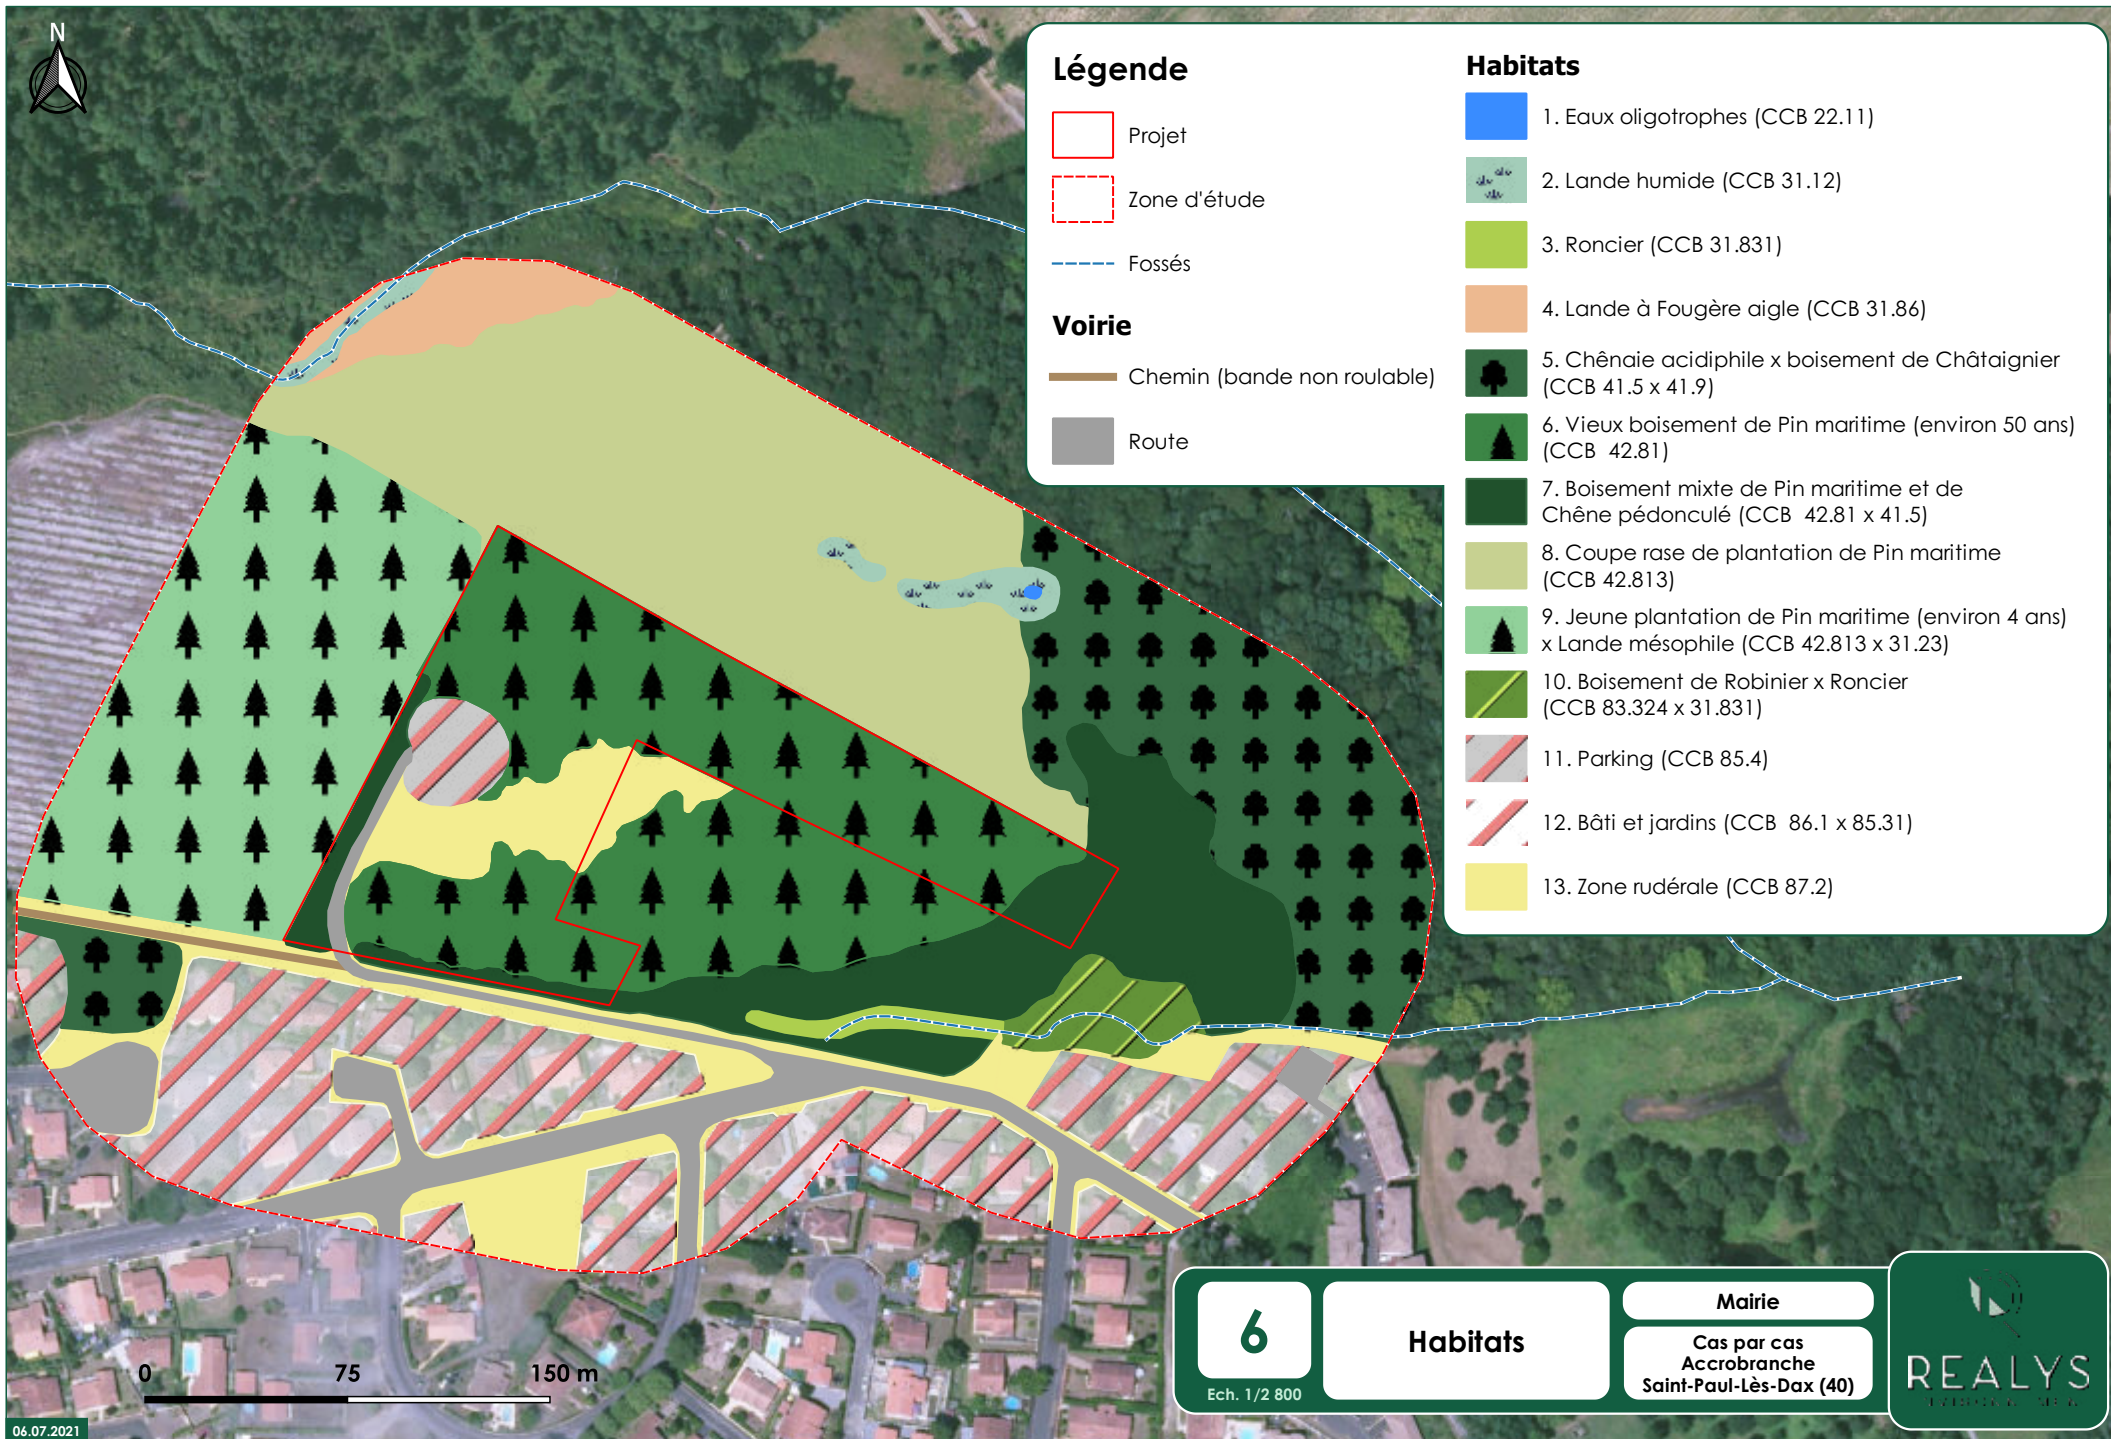 N
Légende
Projet
Zone d'étude
Fossés
Voirie
Chemin (bande non roulable)
Route
Habitats
1. Eaux oligotrophes (CCB 22.11)
2. Lande humide (CCB 31.12)
3. Roncier (CCB 31.831)
4. Lande à Fougère aigle (CCB 31.86)
5. Chênaie acidiphile x boisement de Châtaignier
(CCB 41.5 x 41.9)
6. Vieux boisement de Pin maritime (environ 50 ans)
(CCB 42.81)
7. Boisement mixte de Pin maritime et de
Chêne pédonculé (CCB 42.81 x 41.5)
8. Coupe rase de plantation de Pin maritime
(CCB 42.813)
9. Jeune plantation de Pin maritime (environ 4 ans)
x Lande mésophile (CCB 42.813 x 31.23)
10. Boisement de Robinier x Roncier
(CCB 83.324 x 31.831)
11. Parking (CCB 85.4)
12. Bâti et jardins (CCB 86.1 x 85.31)
13. Zone rudérale (CCB 87.2)
0 75 150 m
06.07.2021
6
Ech. 1/2 800
Habitats
Mairie
Cas par cas
Accrobranche
Saint-Paul-Lès-Dax (40)
REALYS